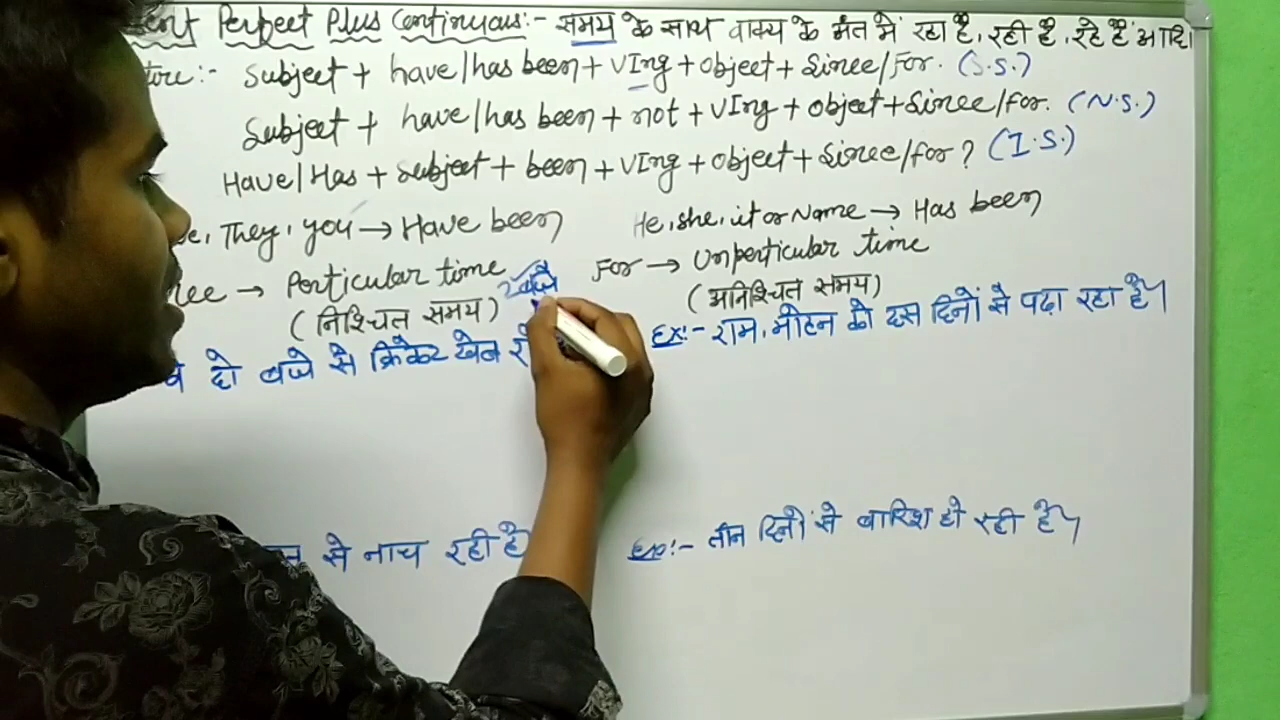 Perfect Plus Continuous:- समय के साथ वाक्य के अंत में रहा है, रही है, रहे हैं आदि।
:- Subject + have/has been + VIng + Object + Since/For. (S.S.)
Subject + have/has been + not + VIng + Object + Since/For. (N.S.)
Have/Has + Subject + been + VIng + Object + Since/for ? (I.S.)
They, you → Have been
He, she, it or Name → Has been
→ Perticular time 2 बजे
For → Unperticular time
(निश्चित समय)
(अनिश्चित समय)
दो बजे से क्रिकेट खेल
Ex:- राम, मोहन को दस दिनों से पढ़ा रहा है।
से नाच रही है
Ex:- तीन दिनों से बारिश हो रही है।